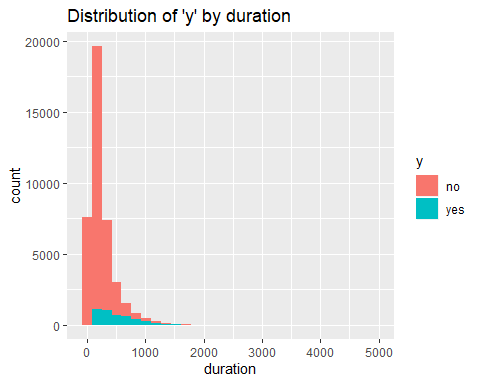 Distribution of 'y' by duration
20000
15000
10000
5000
0
count
0 1000 2000 3000 4000 5000
duration
y
no
yes